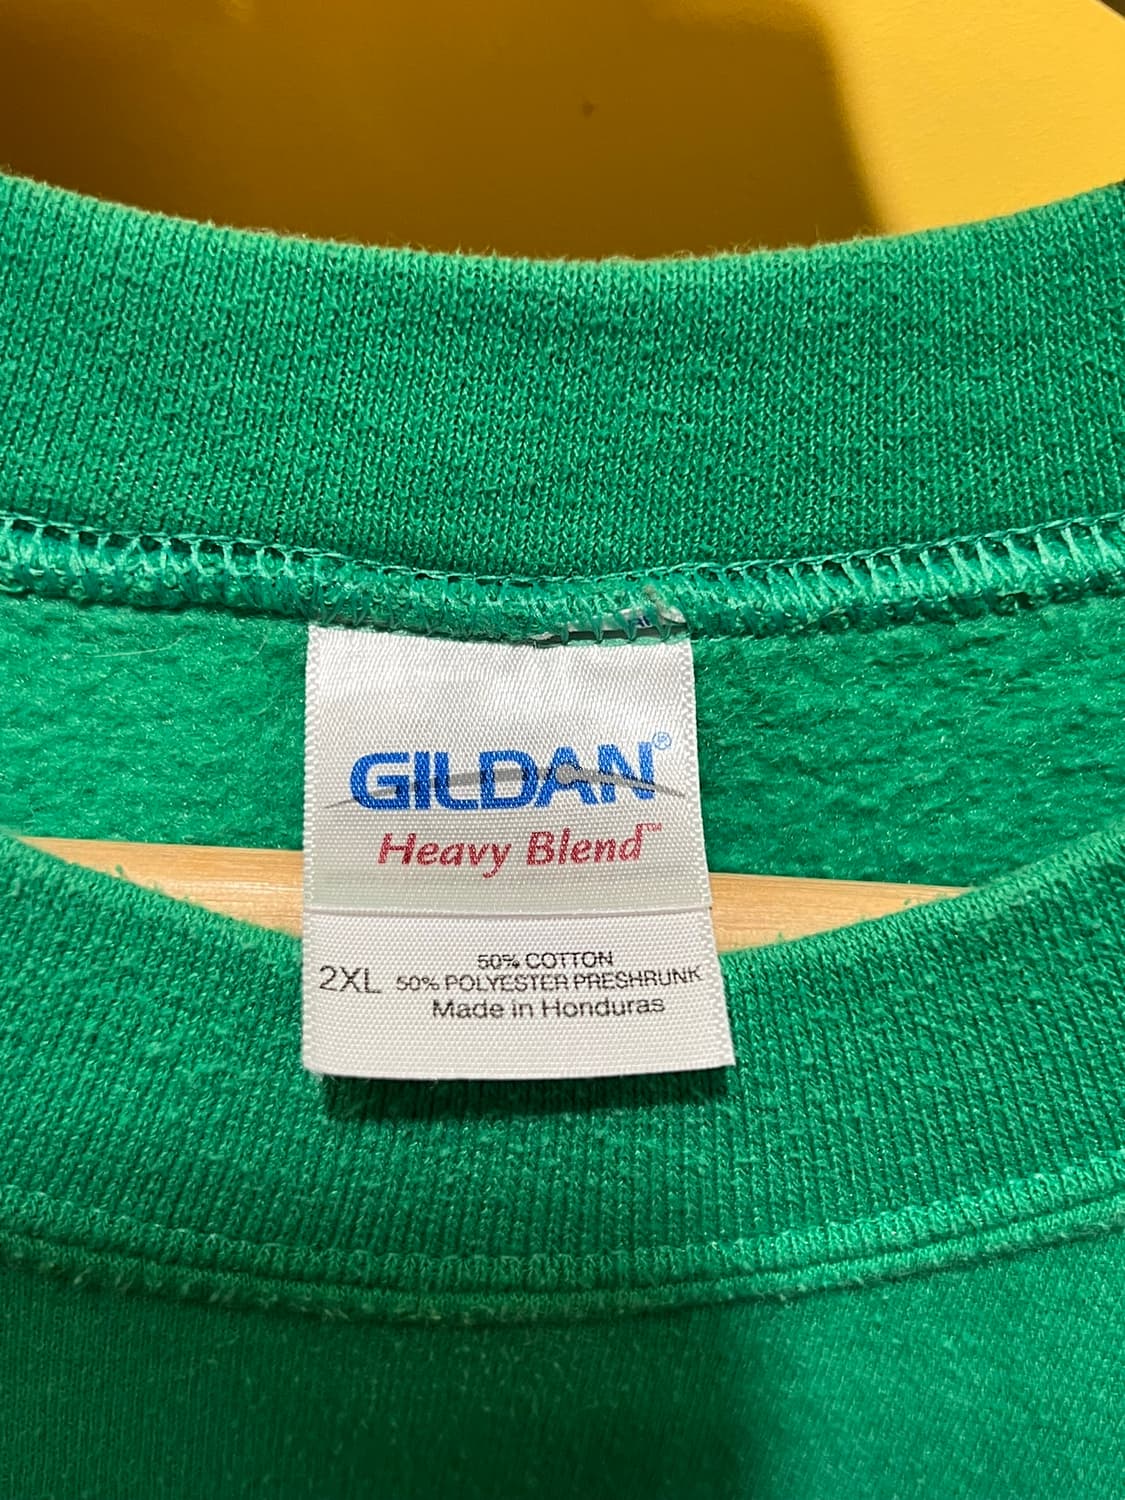 GILDAN®
Heavy Blend™
50% COTTON
2XL 50% POLYESTER PRESHRUNK
Made in Honduras